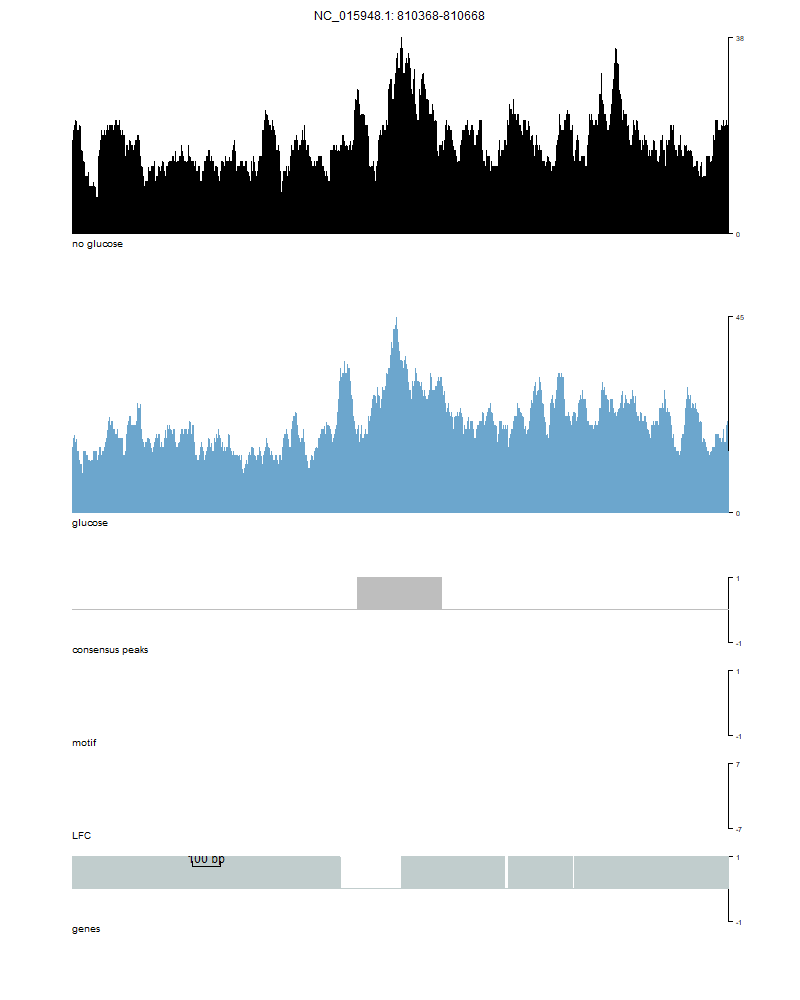 NC_015948.1: 810368-810668
38
0
no glucose
45
0
glucose
1
-1
consensus peaks
1
-1
motif
7
-7
LFC
100 bp
1
-1
genes